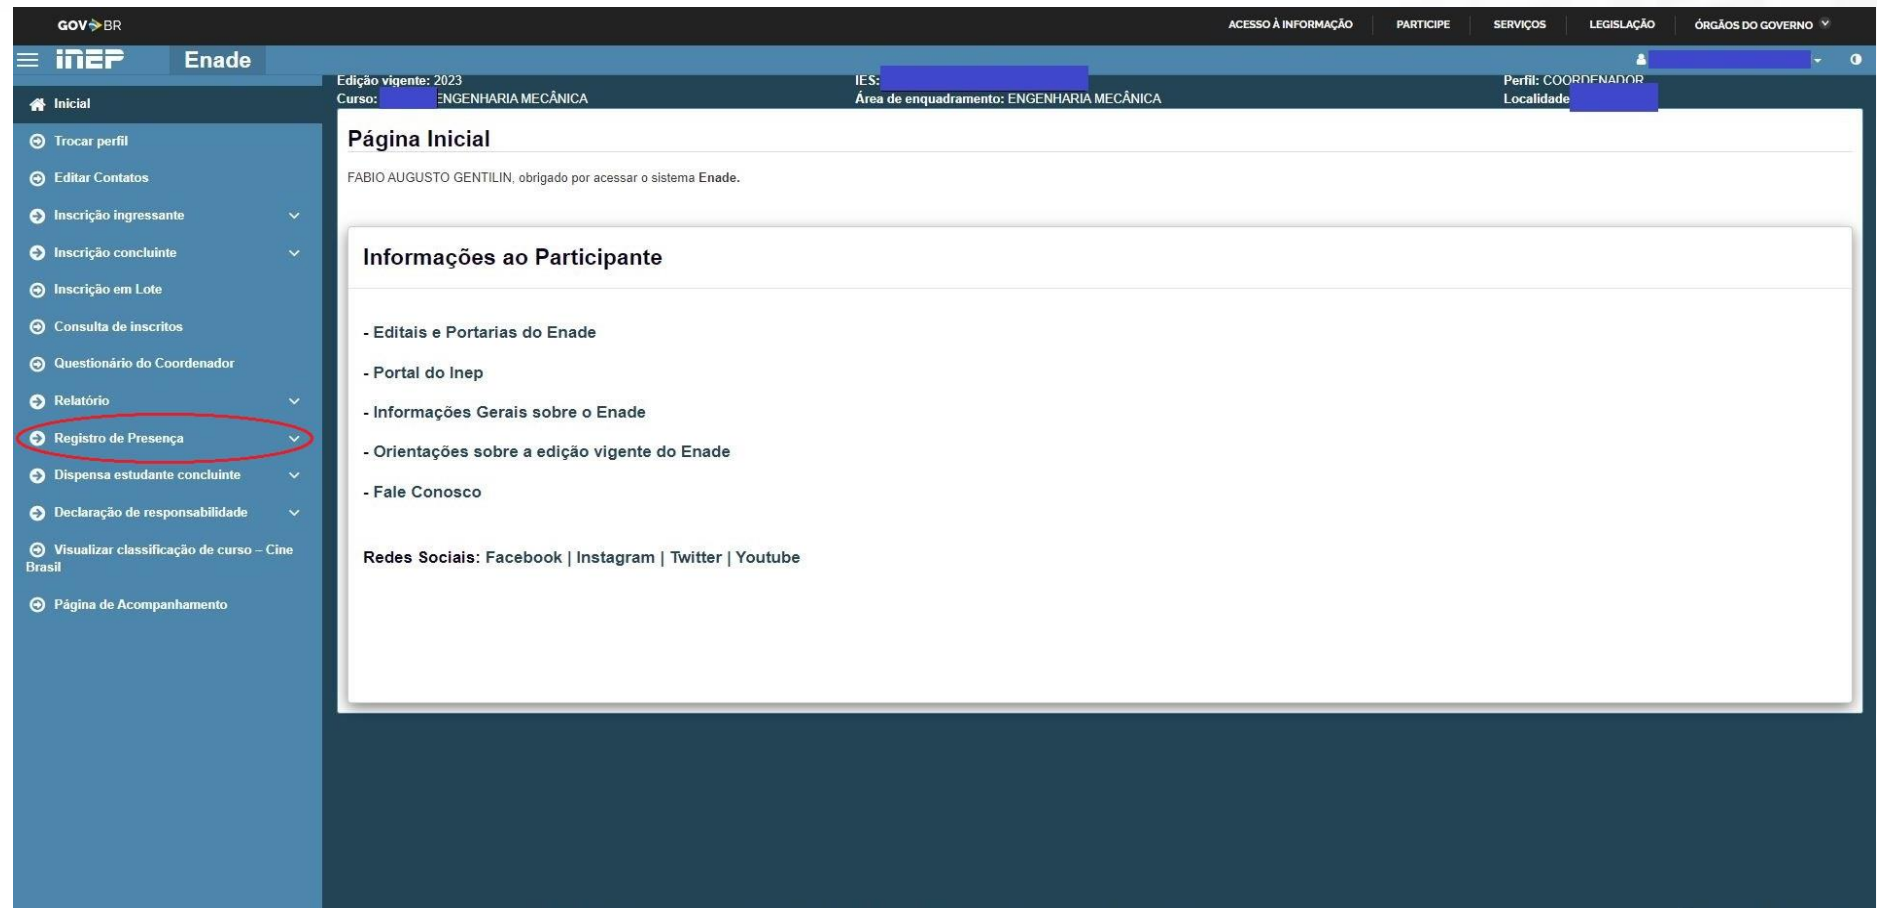 GOV BR
ACESSO À INFORMAÇÃO PARTICIPE SERVIÇOS LEGISLAÇÃO ÓRGÃOS DO GOVERNO
inep Enade
Edição vigente: 2023 IES: Perfil: COORDENADOR
Curso: ENGENHARIA MECÂNICA Área de enquadramento: ENGENHARIA MECÂNICA Localidade
Inicial
Trocar perfil
Editar Contatos
Inscrição ingressante
Inscrição concluinte
Inscrição em Lote
Consulta de inscritos
Questionário do Coordenador
Relatório
Registro de Presença
Dispensa estudante concluinte
Declaração de responsabilidade
Visualizar classificação de curso – Cine
Brasil
Página de Acompanhamento
Página Inicial
FABIO AUGUSTO GENTILIN, obrigado por acessar o sistema Enade.
Informações ao Participante
- Editais e Portarias do Enade
- Portal do Inep
- Informações Gerais sobre o Enade
- Orientações sobre a edição vigente do Enade
- Fale Conosco
Redes Sociais: Facebook | Instagram | Twitter | Youtube